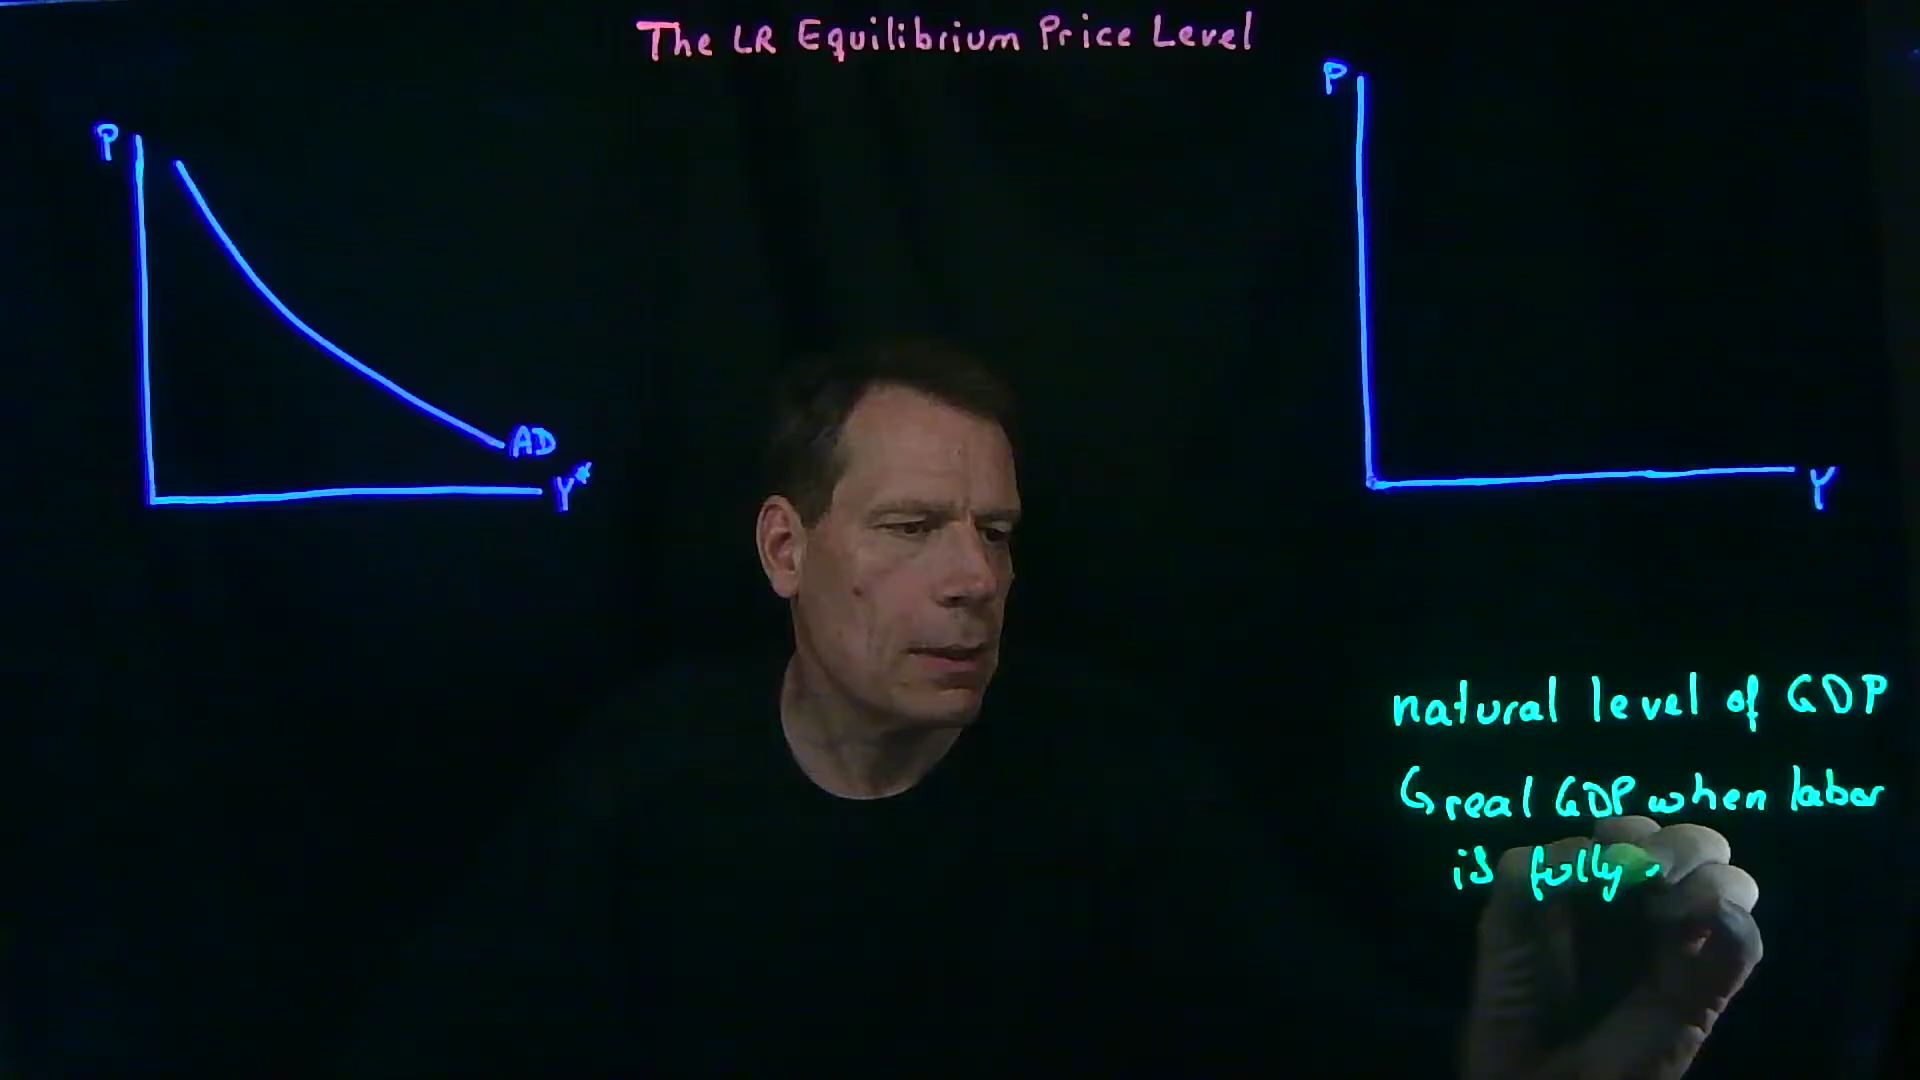 The LR Equilibrium Price Level
P
AD
Y*
P
Y
natural level of GDP
real GDP when labor
is fully